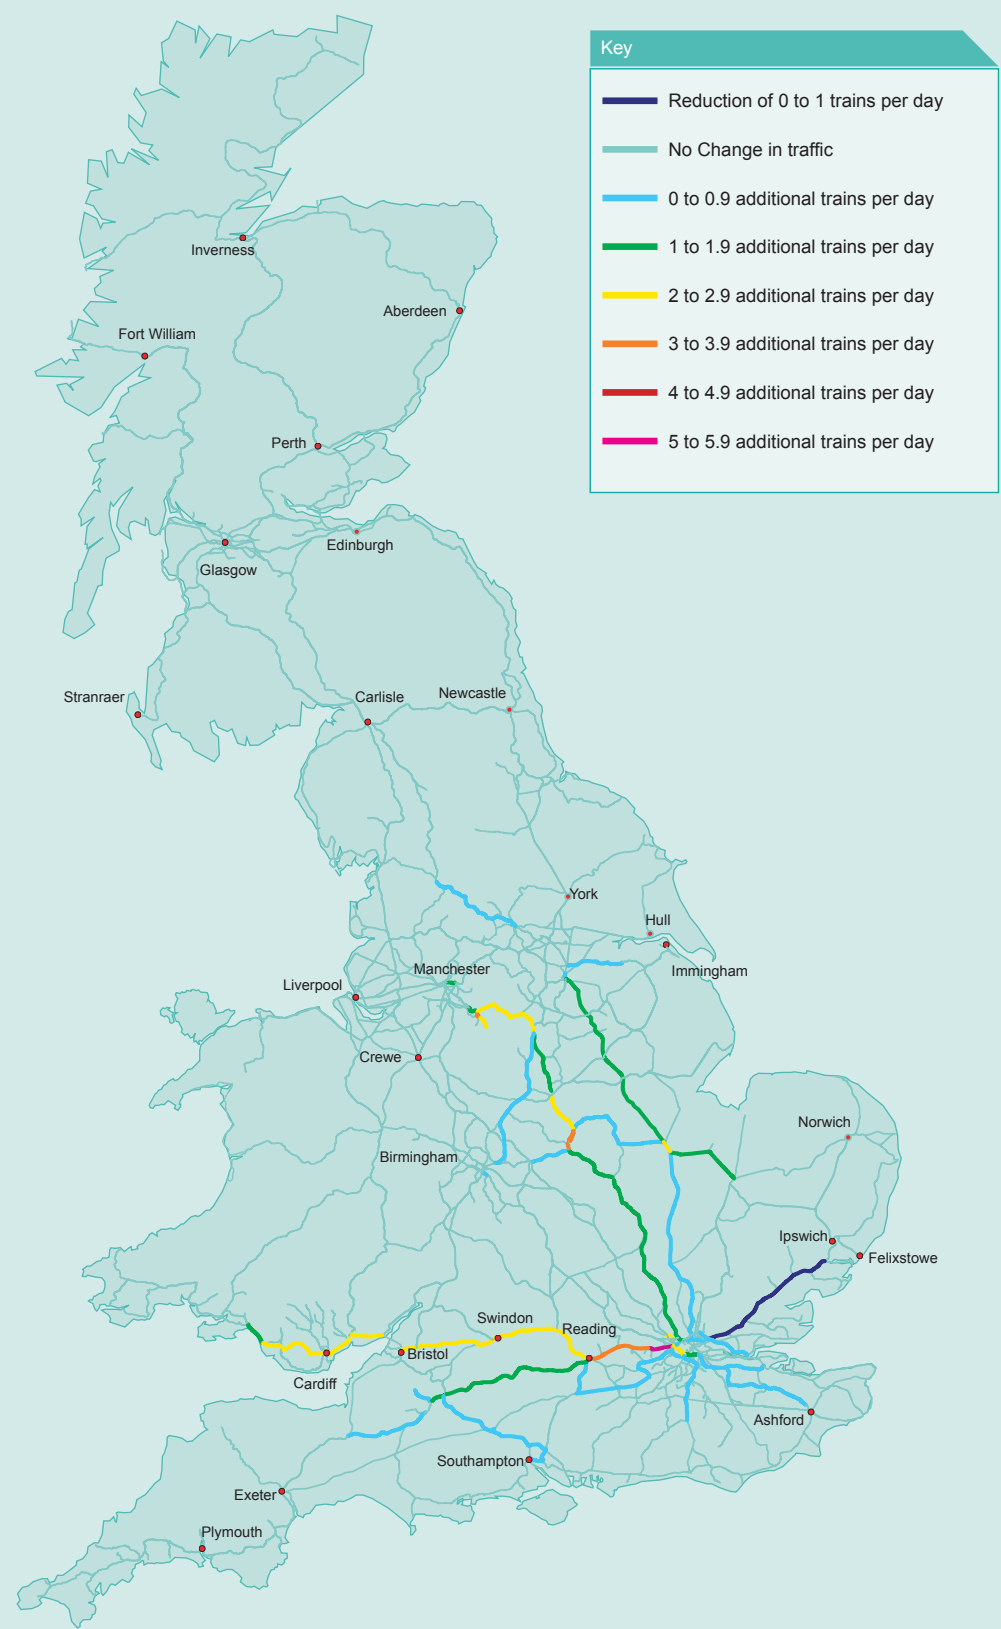 Key
Reduction of 0 to 1 trains per day
No Change in traffic
0 to 0.9 additional trains per day
1 to 1.9 additional trains per day
2 to 2.9 additional trains per day
3 to 3.9 additional trains per day
4 to 4.9 additional trains per day
5 to 5.9 additional trains per day
Inverness
Aberdeen
Fort William
Perth
Edinburgh
Glasgow
Stranraer
Carlisle
Newcastle
York
Hull
Immingham
Manchester
Liverpool
Crewe
Norwich
Birmingham
Ipswich
Felixstowe
Swindon
Reading
Bristol
Cardiff
Ashford
Southampton
Exeter
Plymouth